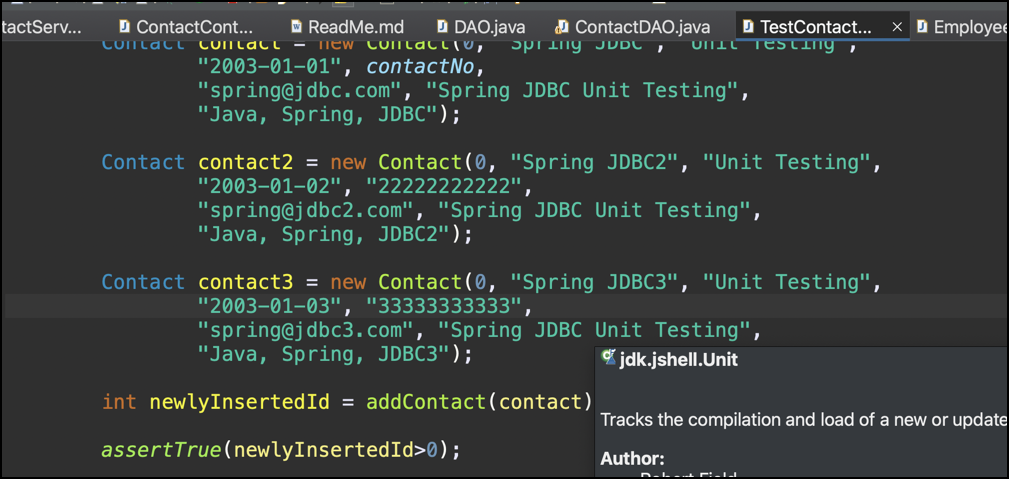 tactServ...
ContactCont...
ReadMe.md
DAO.java
ContactDAO.java
TestContact...
Employee
Contact contact = new Contact(0, "Spring JDBC", "Unit Testing",
"2003-01-01", contactNo,
"spring@jdbc.com", "Spring JDBC Unit Testing",
"Java, Spring, JDBC");
Contact contact2 = new Contact(0, "Spring JDBC2", "Unit Testing",
"2003-01-02", "22222222222",
"spring@jdbc2.com", "Spring JDBC Unit Testing",
"Java, Spring, JDBC2");
Contact contact3 = new Contact(0, "Spring JDBC3", "Unit Testing",
"2003-01-03", "33333333333",
"spring@jdbc3.com", "Spring JDBC Unit Testing",
"Java, Spring, JDBC3");
int newlyInsertedId = addContact(contact)
assertTrue(newlyInsertedId>0);
jdk.jshell.Unit
Tracks the compilation and load of a new or update
Author:
Robert Field